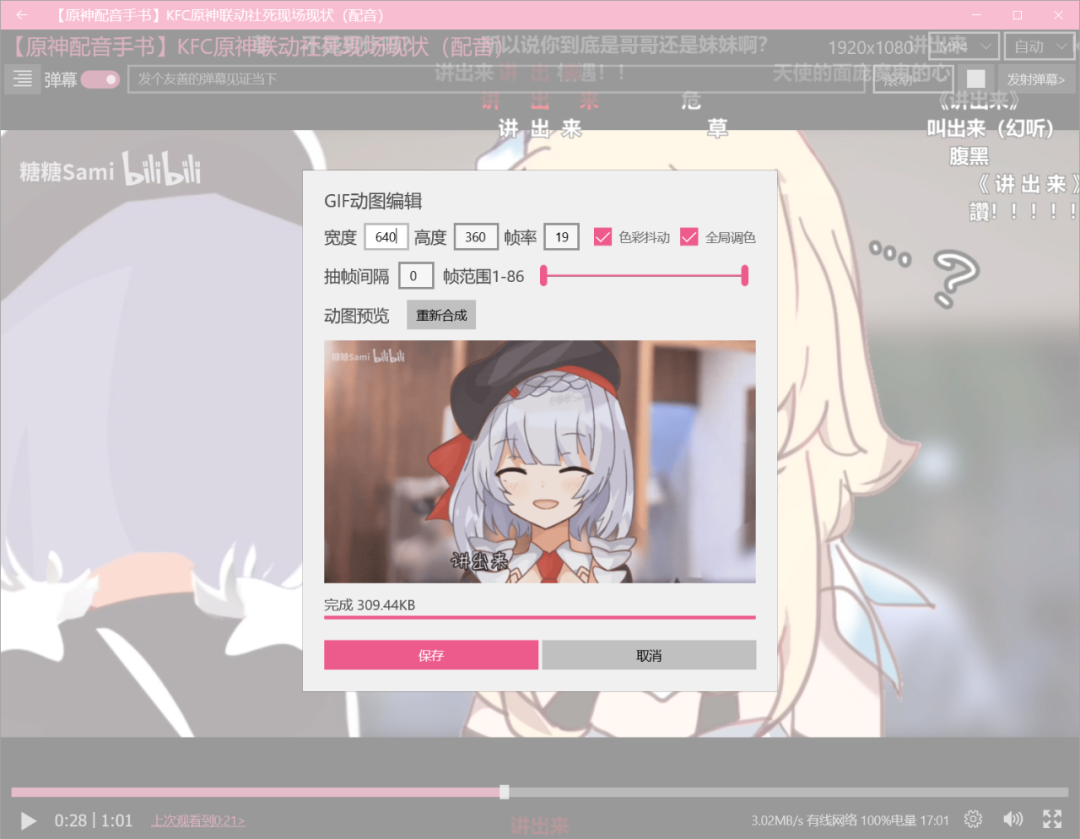 【原神配音手书】KFC原神联动社死现场现状（配音）
【原神配音手书】KFC原神联动社死现场现状（配音）
所以说你到底是哥哥还是妹妹啊?
1920x1080
讲出来
MP4
自动
弹幕
发个友善的弹幕见证当下
讲出来
讲 出
遇！！
天使的面庞魔鬼的心
滚动
发射弹幕>
讲 出 来
危
《讲出来》
讲 出 来
草
叫出来（幻听）
腹黑
《 讲 出 来 》
讚! ！！！！！
糖糖Sami bilibili
GIF动图编辑
宽度 640 高度 360 帧率 19 色彩抖动 全局调色
抽帧间隔 0 帧范围1-86
动图预览 重新合成
糖糖Sami bilibili
讲出来
完成 309.44KB
保存 取消
0:28 | 1:01 上次观看到0:21>
讲出来
3.02MB/s 有线网络 100%电量 17:01